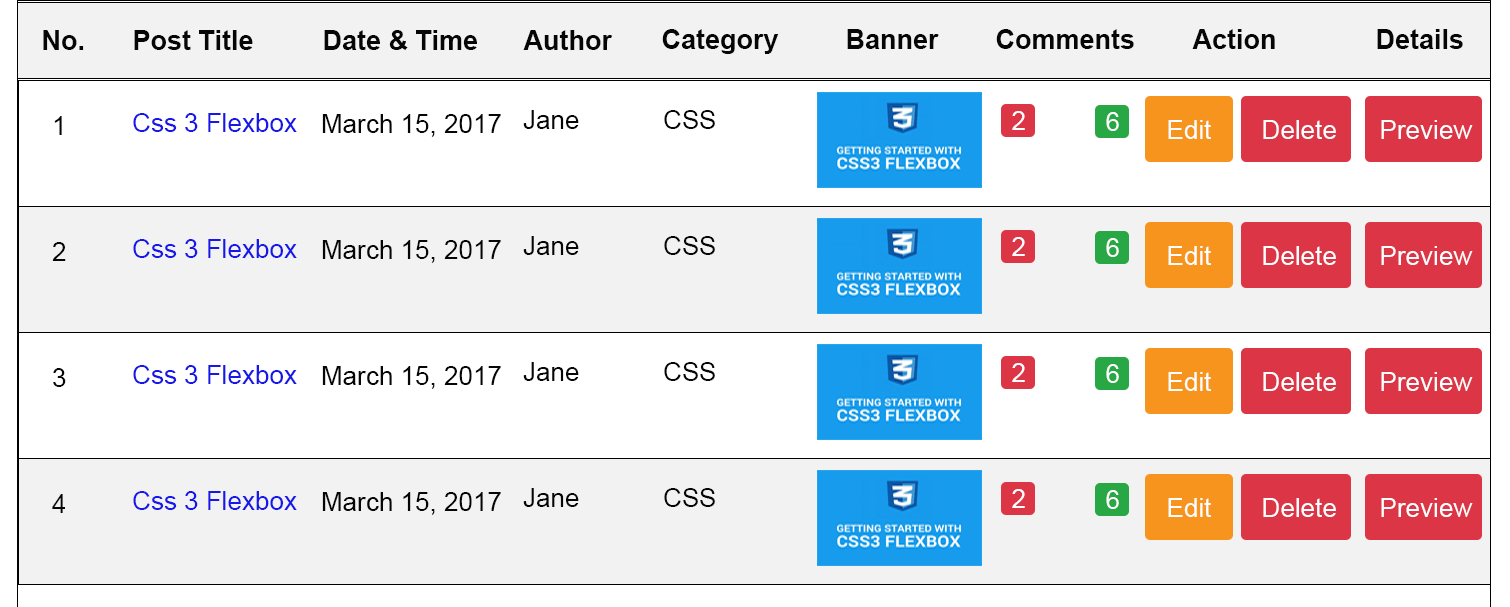 No. Post Title Date & Time Author Category Banner Comments Action Details
1 Css 3 Flexbox March 15, 2017 Jane CSS 2 6 Edit Delete Preview
3
GETTING STARTED WITH
CSS3 FLEXBOX
2 Css 3 Flexbox March 15, 2017 Jane CSS 2 6 Edit Delete Preview
3
GETTING STARTED WITH
CSS3 FLEXBOX
3 Css 3 Flexbox March 15, 2017 Jane CSS 2 6 Edit Delete Preview
3
GETTING STARTED WITH
CSS3 FLEXBOX
4 Css 3 Flexbox March 15, 2017 Jane CSS 2 6 Edit Delete Preview
3
GETTING STARTED WITH
CSS3 FLEXBOX